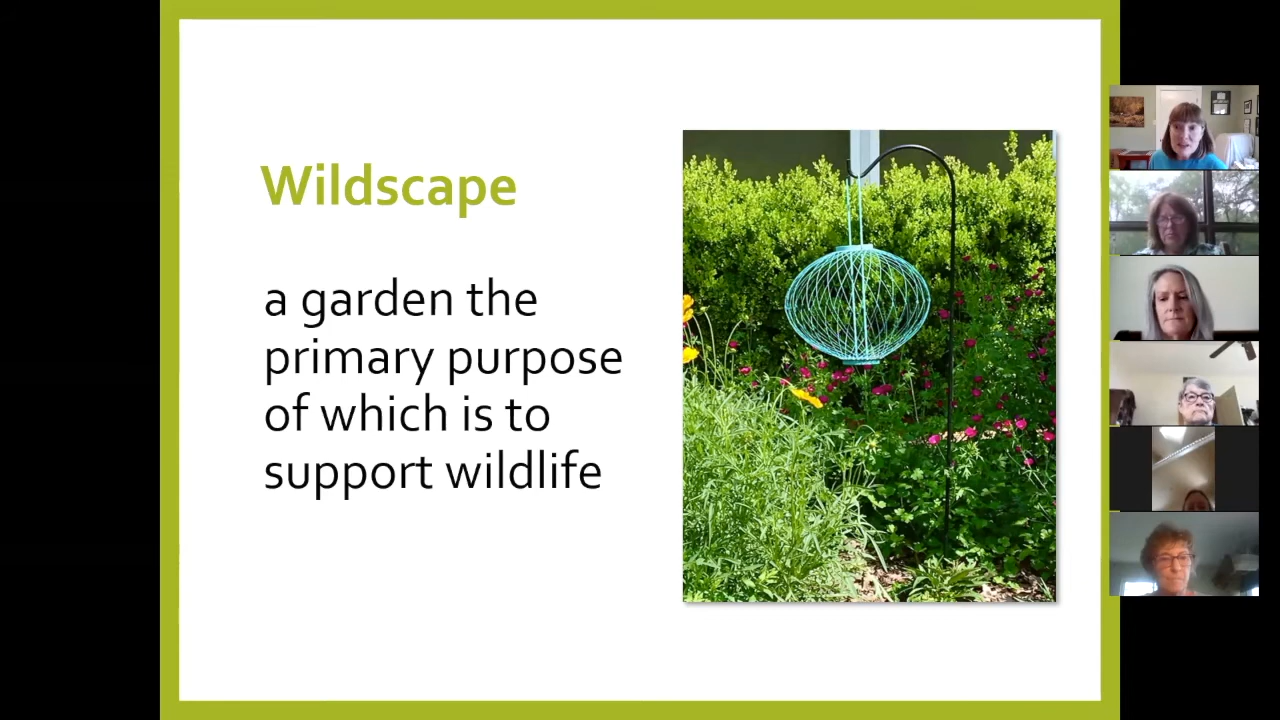 Wildscape
a garden the
primary purpose
of which is to
support wildlife